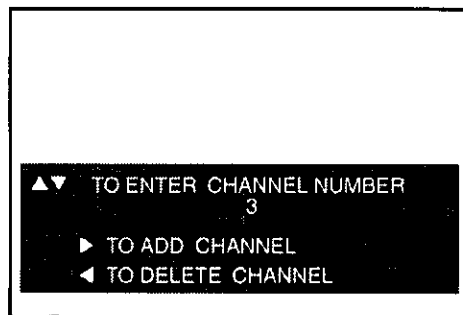 ▲▼ TO ENTER CHANNEL NUMBER
3
▶ TO ADD CHANNEL
◀ TO DELETE CHANNEL